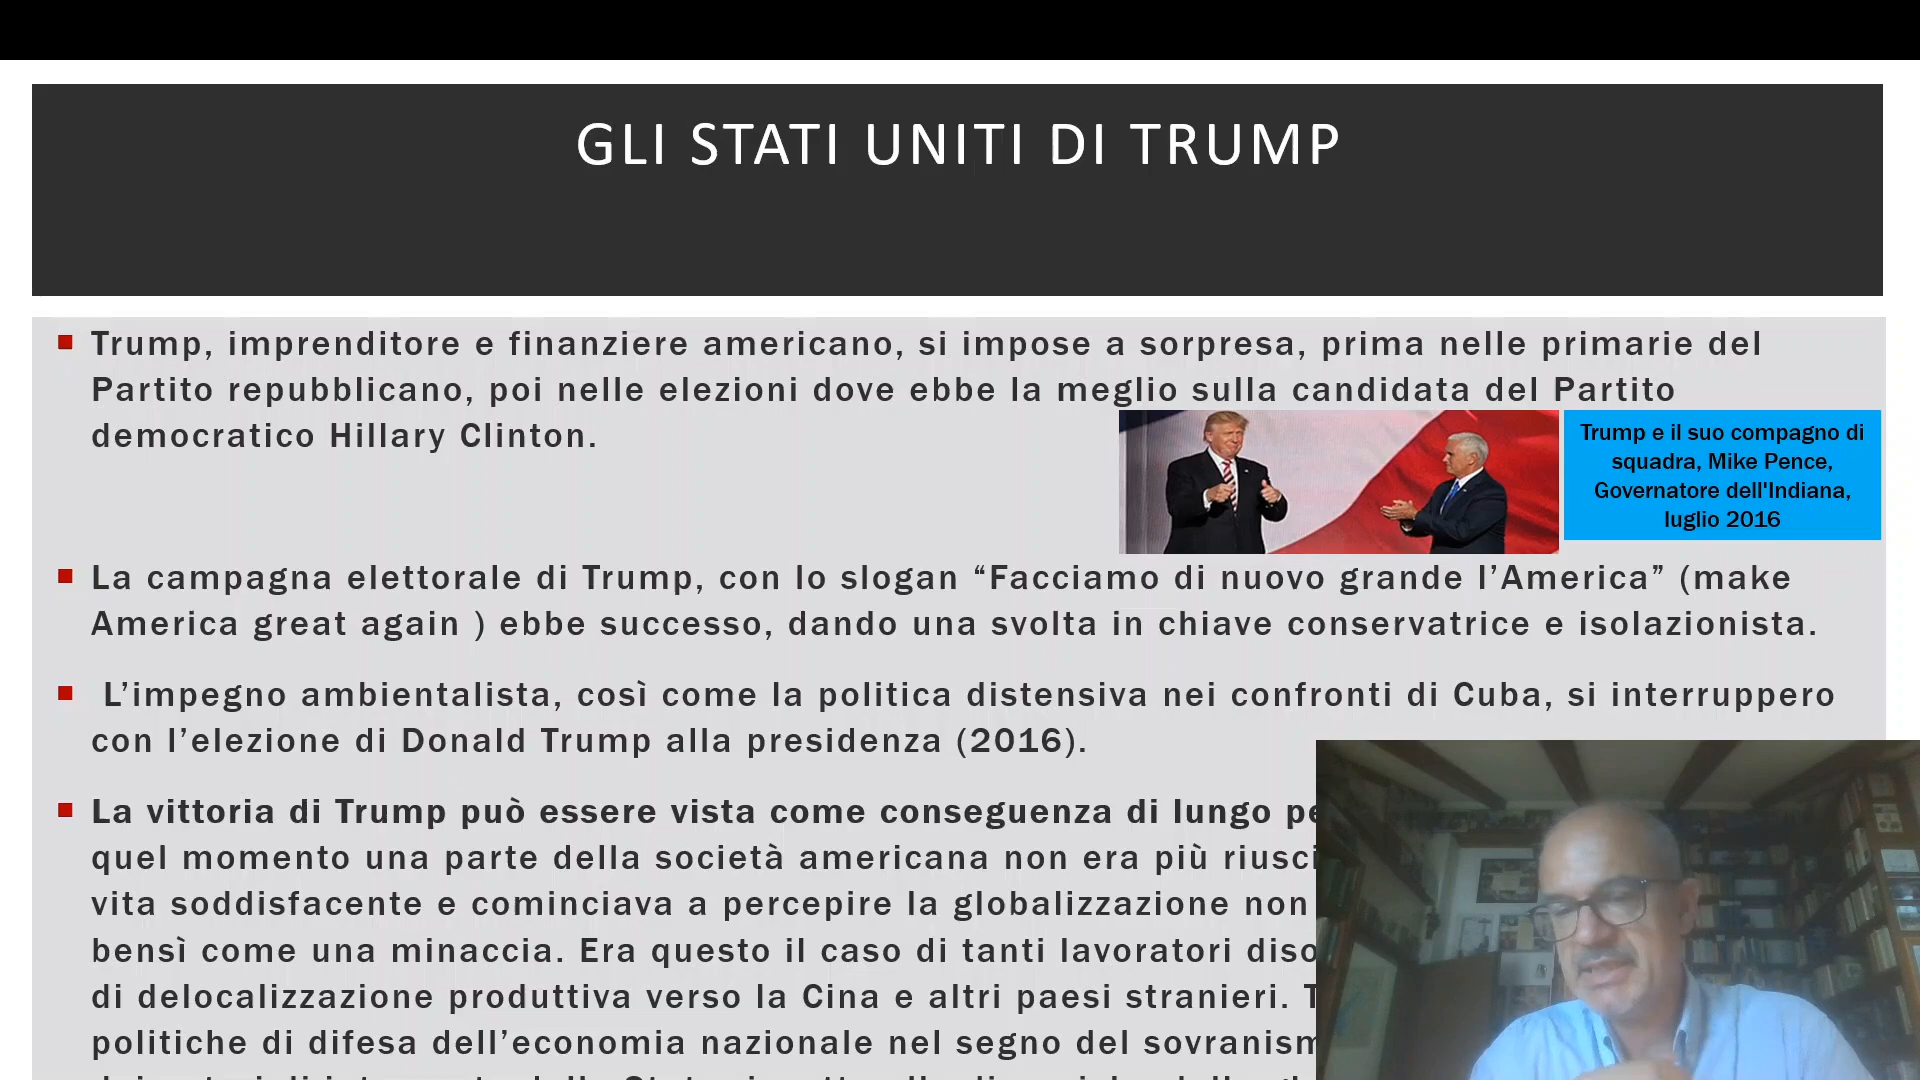 GLI STATI UNITI DI TRUMP
Trump, imprenditore e finanziere americano, si impose a sorpresa, prima nelle primarie del
Partito repubblicano, poi nelle elezioni dove ebbe la meglio sulla candidata del Partito
democratico Hillary Clinton.
Trump e il suo compagno di
squadra, Mike Pence,
Governatore dell'Indiana,
luglio 2016
La campagna elettorale di Trump, con lo slogan “Facciamo di nuovo grande l’America” (make
America great again ) ebbe successo, dando una svolta in chiave conservatrice e isolazionista.
L’impegno ambientalista, così come la politica distensiva nei confronti di Cuba, si interruppero
con l’elezione di Donald Trump alla presidenza (2016).
La vittoria di Trump può essere vista come conseguenza di lungo
quel momento una parte della società americana non era più
vita soddisfacente e cominciava a percepire la globalizzazione non
bensì come una minaccia. Era questo il caso di tanti lavoratori
di delocalizzazione produttiva verso la Cina e altri paesi stranieri.
politiche di difesa dell’economia nazionale nel segno del